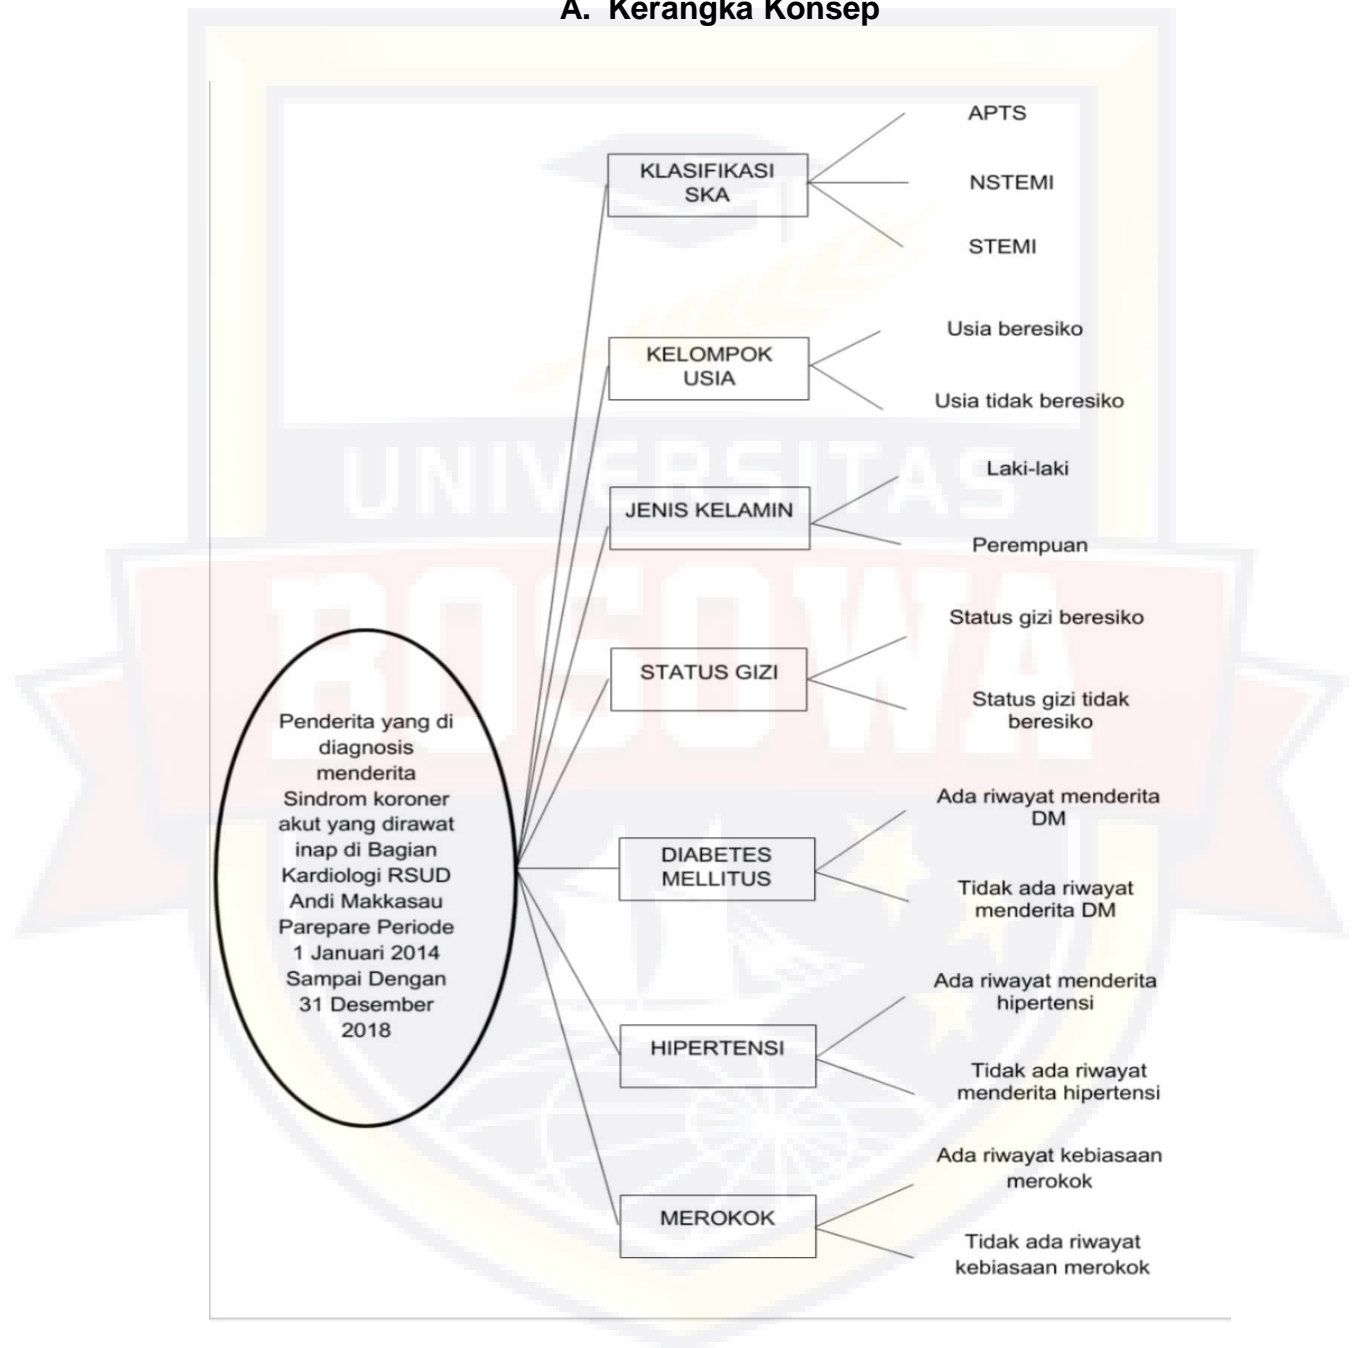 A. Kerangka Konsep
KLASIFIKASI
SKA
APTS
NSTEMI
STEMI
KELOMPOK
USIA
Usia beresiko
Usia tidak beresiko
UNIVERSITAS
JENIS KELAMIN
Laki-laki
Perempuan
BOSOWA
STATUS GIZI
Status gizi beresiko
Status gizi tidak
beresiko
Penderita yang di
diagnosis
menderita
Sindrom koroner
akut yang dirawat
inap di Bagian
Kardiologi RSUD
Andi Makkasau
Parepare Periode
1 Januari 2014
Sampai Dengan
31 Desember
2018
DIABETES
MELLITUS
Ada riwayat menderita
DM
Tidak ada riwayat
menderita DM
HIPERTENSI
Ada riwayat menderita
hipertensi
Tidak ada riwayat
menderita hipertensi
MEROKOK
Ada riwayat kebiasaan
merokok
Tidak ada riwayat
kebiasaan merokok